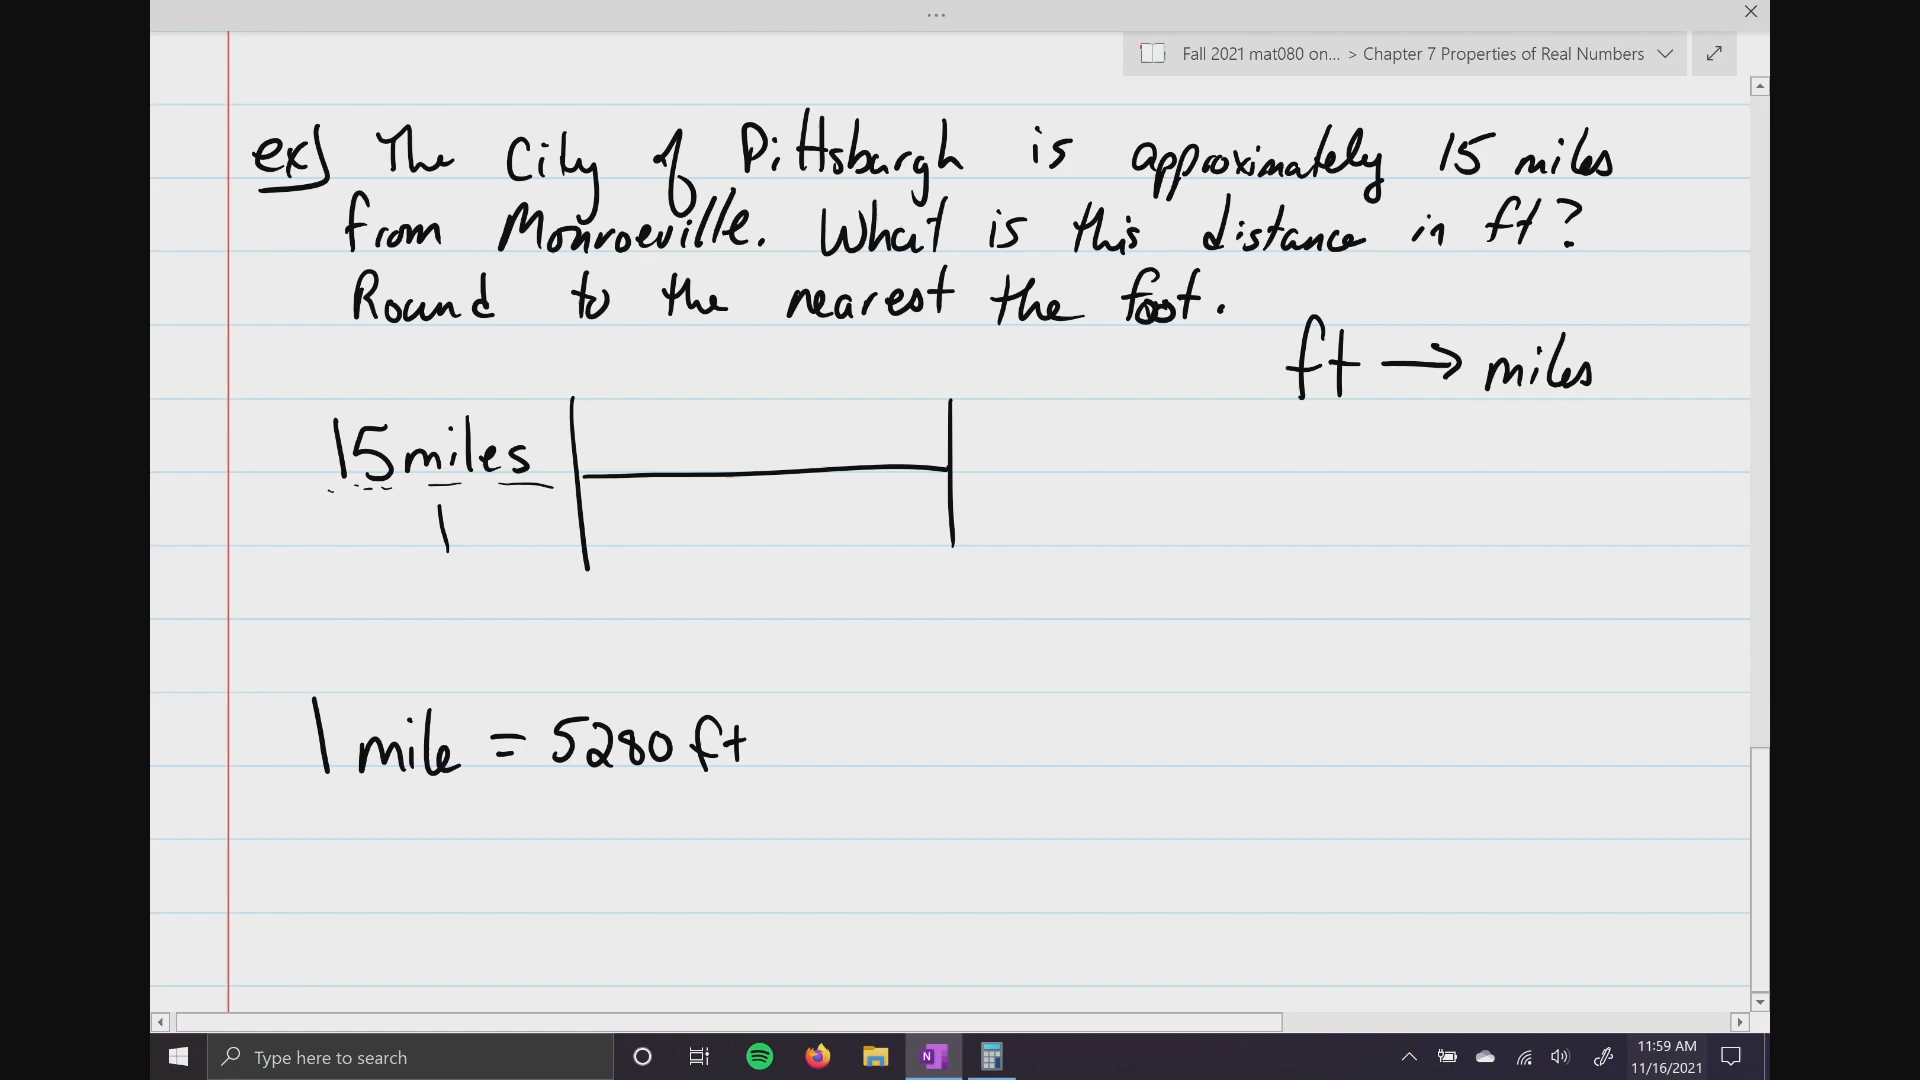 ...
Fall 2021 mat080 on... > Chapter 7 Properties of Real Numbers
ex) The City of Pittsburgh is approximately 15 miles
from Monroeville. What is this distance in ft?
Round to the nearest the foot.
ft → miles
15 miles
1
1 mile = 5280 ft
Type here to search
N
11:59 AM
11/16/2021